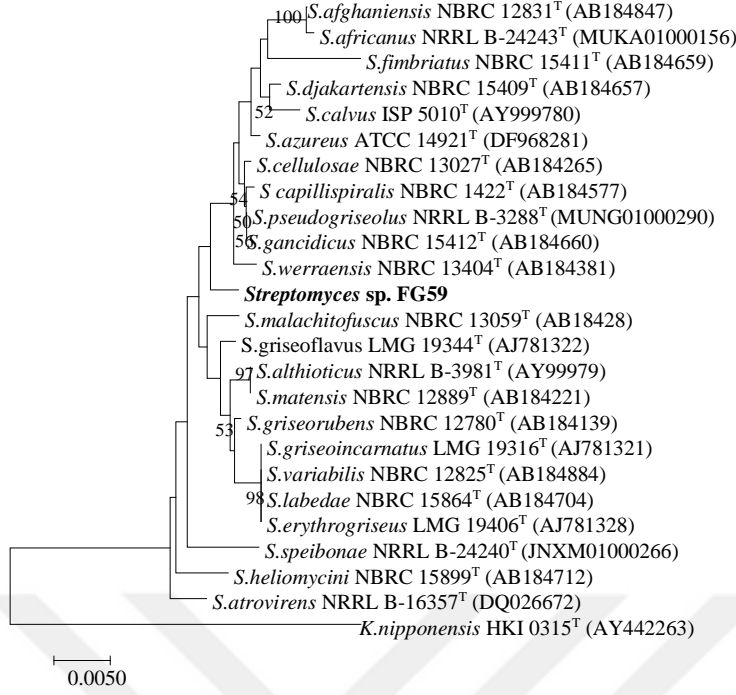 100 S.afghaniensis NBRC 12831ᵀ (AB184847)
S.africanus NRRL B-24243ᵀ (MUKA01000156)
S.fimbriatus NBRC 15411ᵀ (AB184659)
S.djakartensis NBRC 15409ᵀ (AB184657)
52 S.calvus ISP 5010ᵀ (AY999780)
S.azureus ATCC 14921ᵀ (DF968281)
S.cellulosae NBRC 13027ᵀ (AB184265)
54 S capillispiralis NBRC 1422ᵀ (AB184577)
50 S.pseudogriseolus NRRL B-3288ᵀ (MUNG01000290)
56 S.gancidicus NBRC 15412ᵀ (AB184660)
S.werraensis NBRC 13404ᵀ (AB184381)
Streptomyces sp. FG59
S.malachitofuscus NBRC 13059ᵀ (AB18428)
S.griseoflavus LMG 19344ᵀ (AJ781322)
97 S.althioticus NRRL B-3981ᵀ (AY99979)
S.matensis NBRC 12889ᵀ (AB184221)
53 S.griseorubens NBRC 12780ᵀ (AB184139)
S.griseoincarnatus LMG 19316ᵀ (AJ781321)
S.variabilis NBRC 12825ᵀ (AB184884)
98 S.labedae NBRC 15864ᵀ (AB184704)
S.erythrogriseus LMG 19406ᵀ (AJ781328)
S.speibonae NRRL B-24240ᵀ (JNXM01000266)
S.heliomycini NBRC 15899ᵀ (AB184712)
S.atrovirens NRRL B-16357ᵀ (DQ026672)
K.nipponensis HKI 0315ᵀ (AY442263)
0.0050